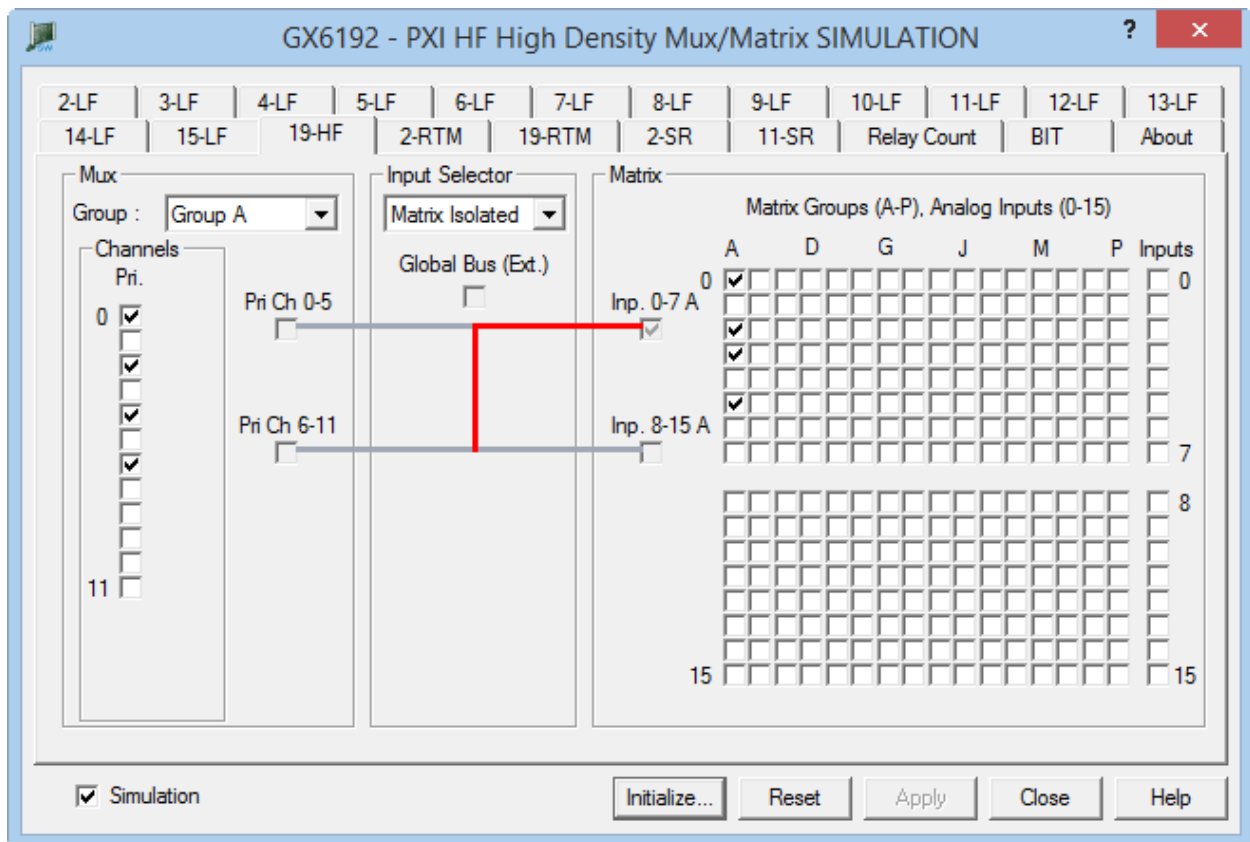 GX6192 - PXI HF High Density Mux/Matrix SIMULATION ?
2-LF 3-LF 4-LF 5-LF 6-LF 7-LF 8-LF 9-LF 10-LF 11-LF 12-LF 13-LF
14-LF 15-LF 19-HF 2-RTM 19-RTM 2-SR 11-SR Relay Count BIT About
Mux Input Selector Matrix
Group : Group A Matrix Isolated Matrix Groups (A-P), Analog Inputs (0-15)
Channels A D G J M P Inputs
Pri. Global Bus (Ext.)
0 0
Pri Ch 0-5 Inp. 0-7 A
0
Pri Ch 6-11 Inp. 8-15 A
7
8
11
15 15
Simulation Initialize... Reset Apply Close Help